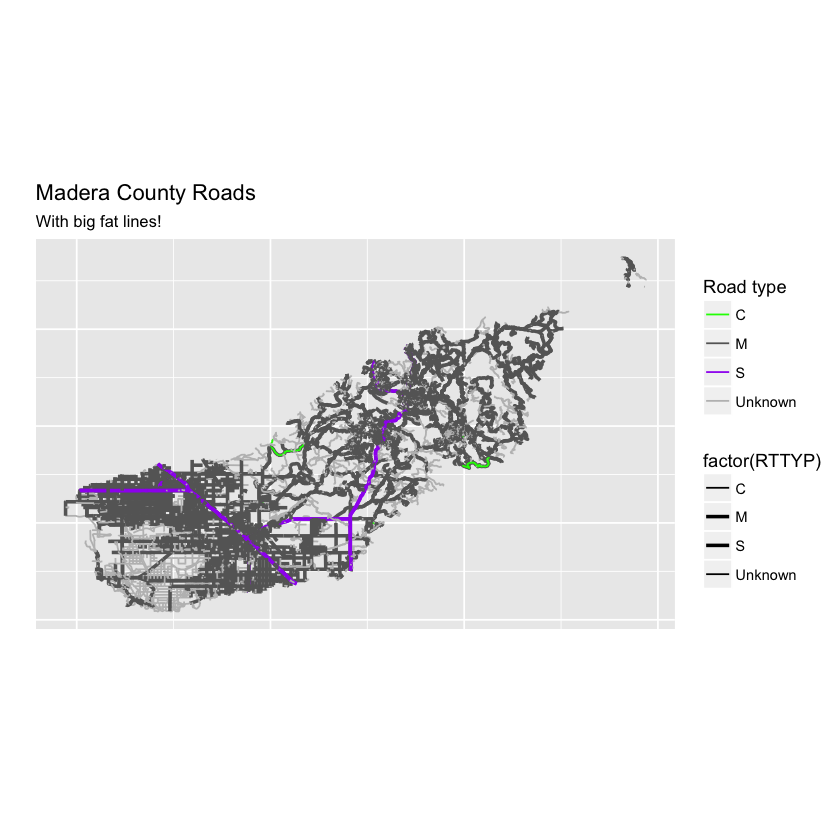 Madera County Roads
With big fat lines!
Road type
C
M
S
Unknown
factor(RTTYP)
C
M
S
Unknown